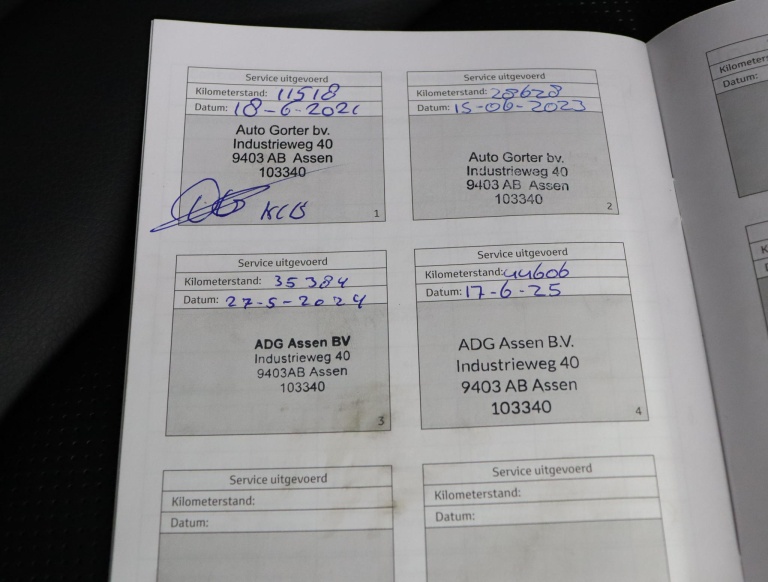 Service uitgevoerd
Kilometerstand: 11518
Datum: 18-6-2021
Auto Gorter bv.
Industrieweg 40
9403 AB Assen
103340
KCB
1
Service uitgevoerd
Kilometerstand: 28628
Datum: 15-06-2023
Auto Gorter bv.
Industrieweg 40
9403 AB Assen
103340
2
Service uitgevoerd
Kilometerstand: 35384
Datum: 27-5-2024
ADG Assen BV
Industrieweg 40
9403AB Assen
103340
3
Service uitgevoerd
Kilometerstand: 44606
Datum: 17-6-25
ADG Assen B.V.
Industrieweg 40
9403 AB Assen
103340
4
Service uitgevoerd
Kilometerstand:
Datum:
Service uitgevoerd
Kilometerstand:
Datum:
Datum: